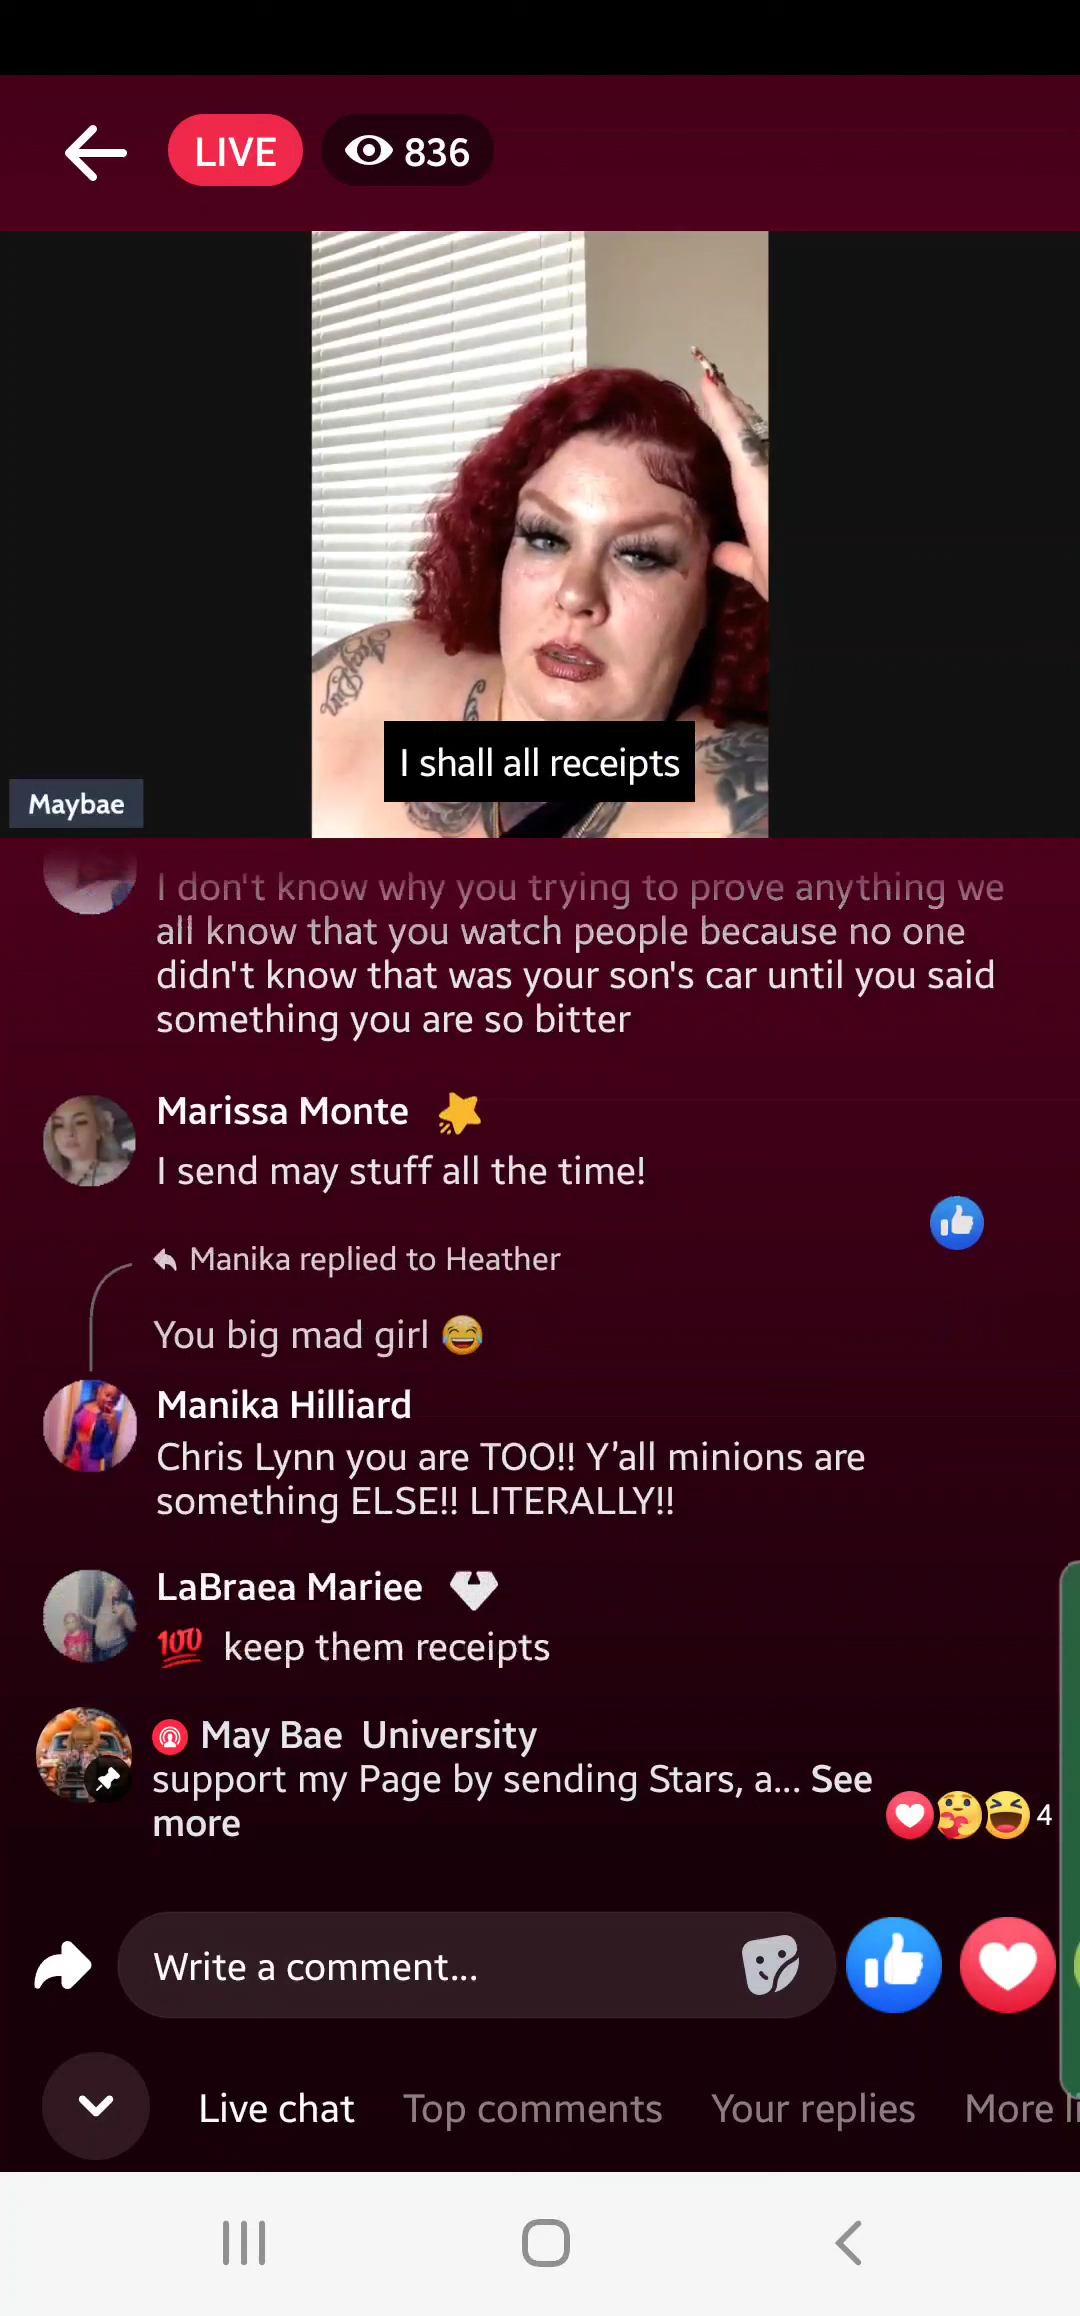 LIVE
836
I shall all receipts
Maybae
I don't know why you trying to prove anything we
all know that you watch people because no one
didn't know that was your son's car until you said
something you are so bitter
Marissa Monte
I send may stuff all the time!
Manika replied to Heather
You big mad girl 😂
Manika Hilliard
Chris Lynn you are TOO!! Y'all minions are
something ELSE!! LITERALLY!!
LaBraea Mariee
💯 keep them receipts
May Bae University
support my Page by sending Stars, a... See
more
4
Write a comment...
Live chat Top comments Your replies More li